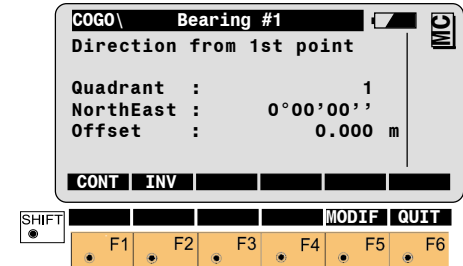 COGO\ Bearing #1
MC
Direction from 1st point
Quadrant : 1
NorthEast : 0°00'00''
Offset : 0.000 m
CONT INV
SHIFT MODIF QUIT
F1 F2 F3 F4 F5 F6